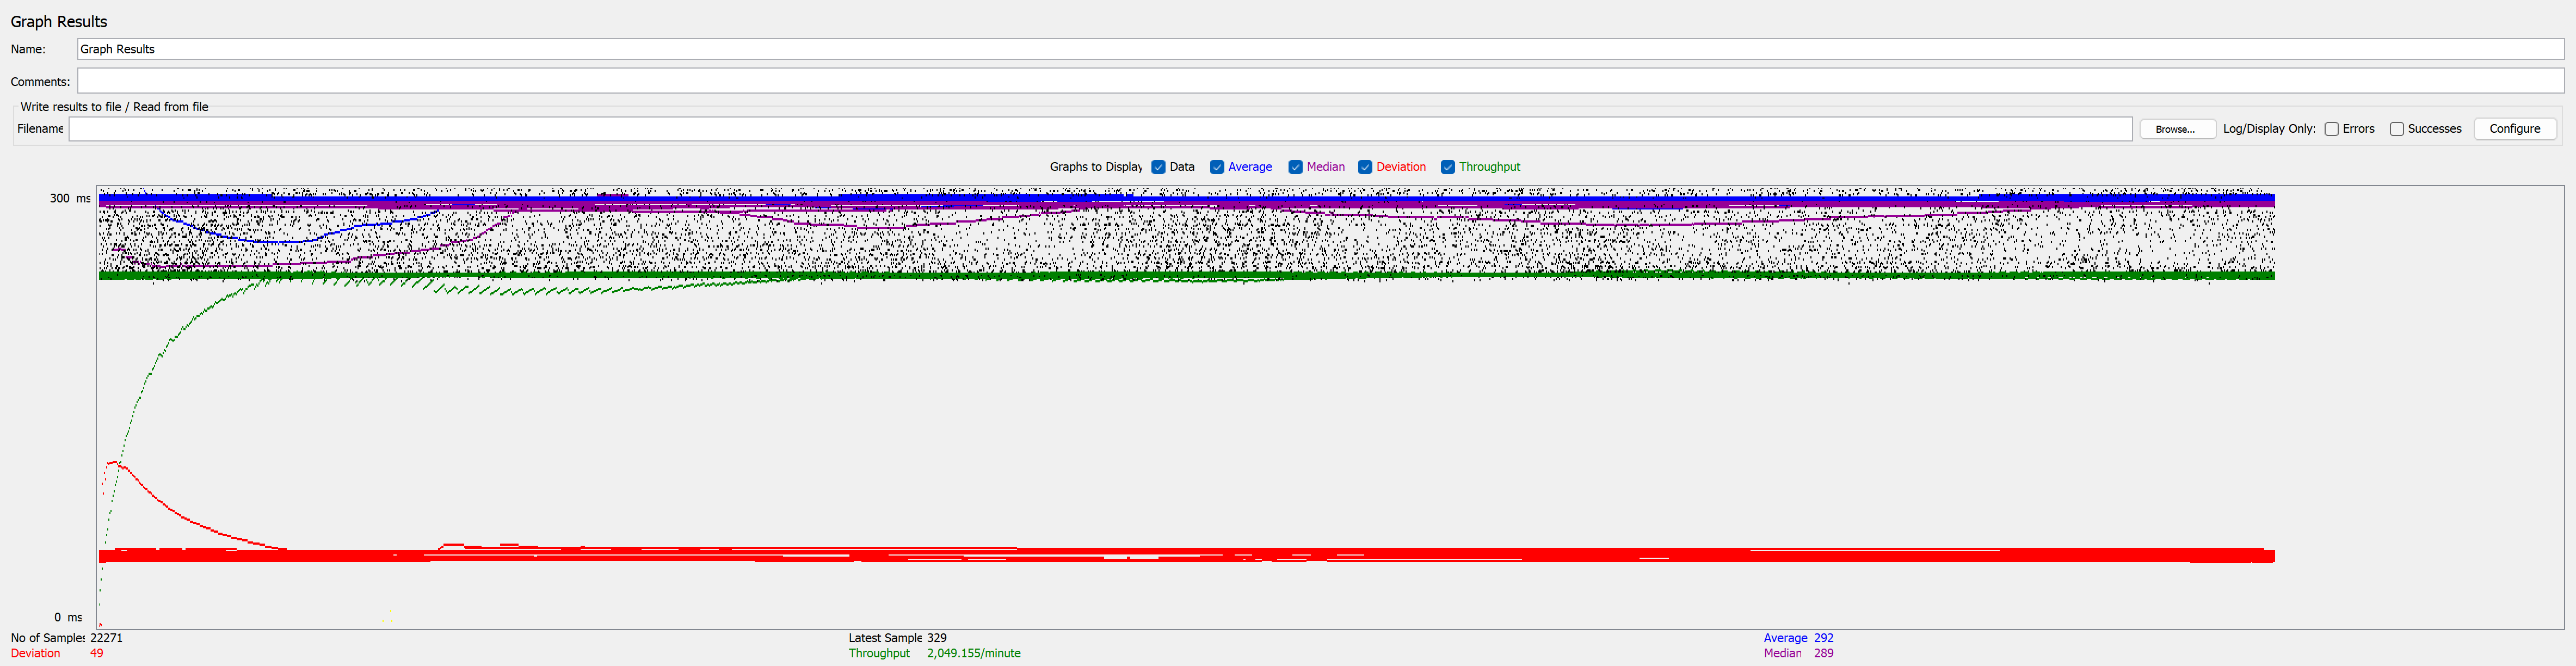 Graph Results
Name: Graph Results
Comments:
Write results to file / Read from file
Filename Browse... Log/Display Only: Errors Successes Configure
Graphs to Display Data Average Median Deviation Throughput
300 ms
0 ms
No of Samples 22271 Latest Sample 329 Average 292
Deviation 49 Throughput 2,049.155/minute Median 289